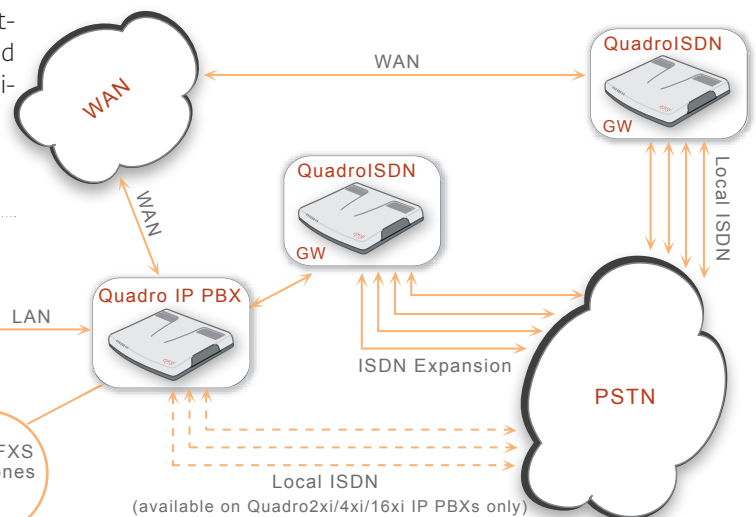 t-
d
i-
WAN
WAN
QuadroISDN
GW
Local ISDN
WAN
QuadroISDN
GW
Quadro IP PBX
LAN
ISDN Expansion
PSTN
FXS
ones
Local ISDN
(available on Quadro2xi/4xi/16xi IP PBXs only)